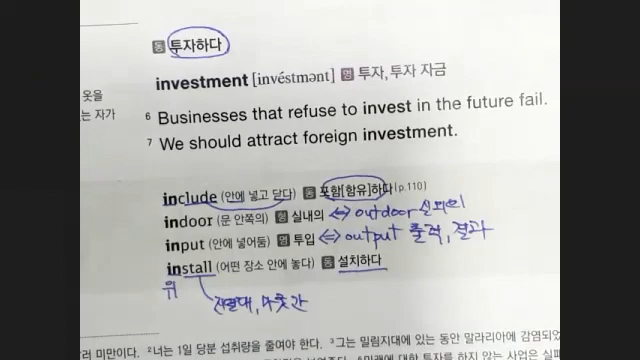 동 투자하다
investment [invéstmənt] 명 투자, 투자 자금
옷을
는 자가
6 Businesses that refuse to invest in the future fail.
7 We should attract foreign investment.
include (안에 넣고 닫다) 동 포함[함유]하다 (p.110)
indoor (문 안쪽의) 형 실내의 ⇔ outdoor 실외의
input (안에 넣어둠) 명 투입 ⇔ output 출력, 결과
install (어떤 장소 안에 놓다) 동 설치하다
위
진열대, 마굿간
러 미만이다. 2너는 1일 당분 섭취량을 줄여야 한다. 3그는 밀림지대에 있는 동안 말라리아에 감염되었